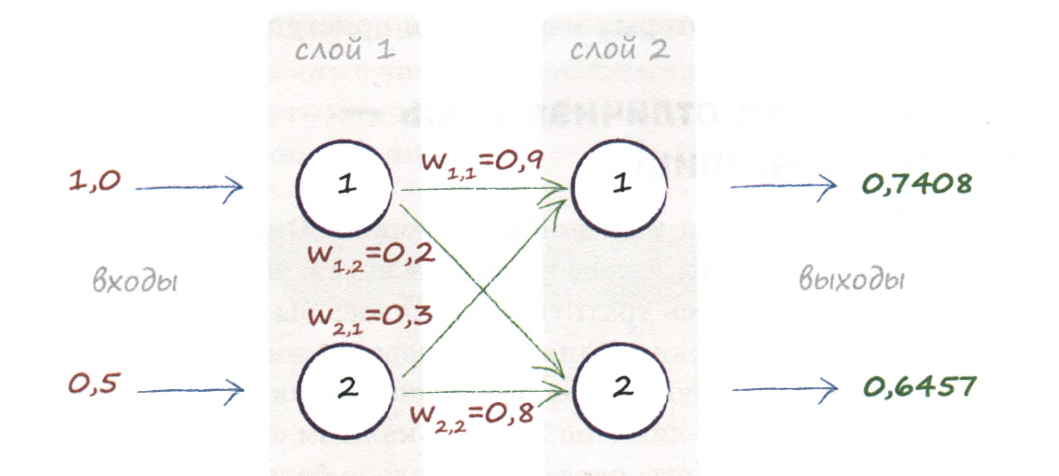 слой 1 слой 2
1,0 1 w1,1=0,9 1 0,7408
w1,2=0,2
входы выходы
w2,1=0,3
0,5 2 w2,2=0,8 2 0,6457